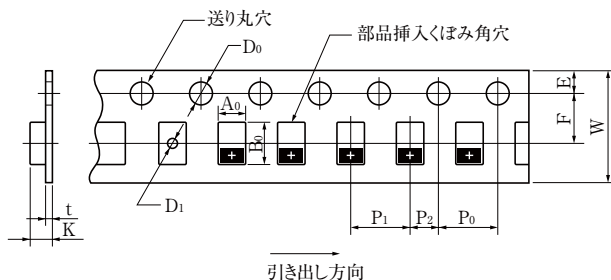 送り丸穴
D0
部品挿入くぼみ角穴
A0
B0
E
F
W
t
K
D1
P1
P2
P0
+ + + + +
引き出し方向